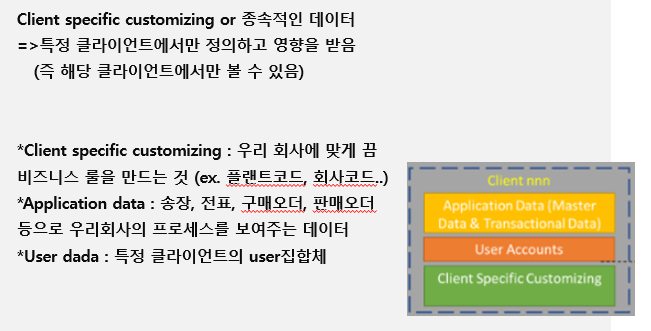 Client specific customizing or 종속적인 데이터
=>특정 클라이언트에서만 정의하고 영향을 받음
(즉 해당 클라이언트에서만 볼 수 있음)
*Client specific customizing : 우리 회사에 맞게 끔
비즈니스 룰을 만드는 것 (ex. 플랜트코드, 회사코드..)
*Application data : 송장, 전표, 구매오더, 판매오더
등으로 우리회사의 프로세스를 보여주는 데이터
*User dada : 특정 클라이언트의 user집합체
Client nnn
Application Data (Master
Data & Transactional Data)
User Accounts
Client Specific Customizing